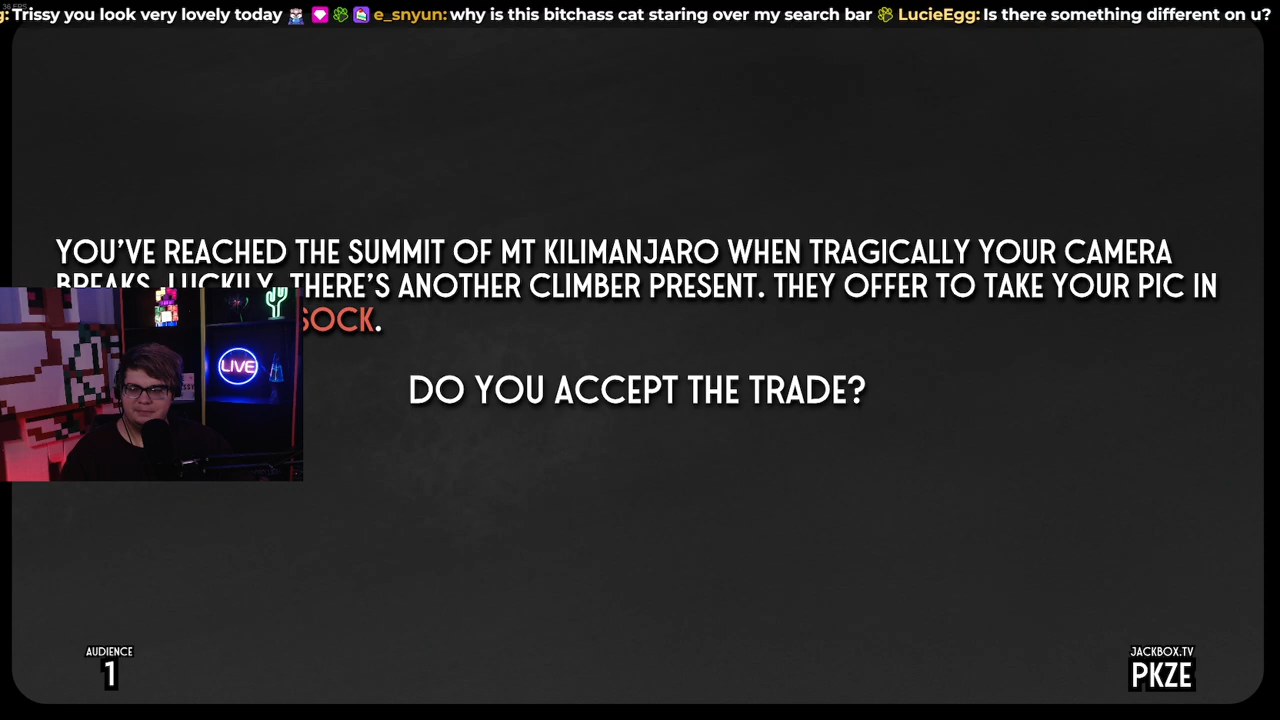 g: Trissy you look very lovely today e_snyun: why is this bitchass cat staring over my search bar LucieEgg: Is there something different on u?
YOU'VE REACHED THE SUMMIT OF MT KILIMANJARO WHEN TRAGICALLY YOUR CAMERA
BREAKS. LUCKILY, THERE'S ANOTHER CLIMBER PRESENT. THEY OFFER TO TAKE YOUR PIC IN
SOCK.
LIVE
DO YOU ACCEPT THE TRADE?
AUDIENCE
1
JACKBOX.TV
PKZE